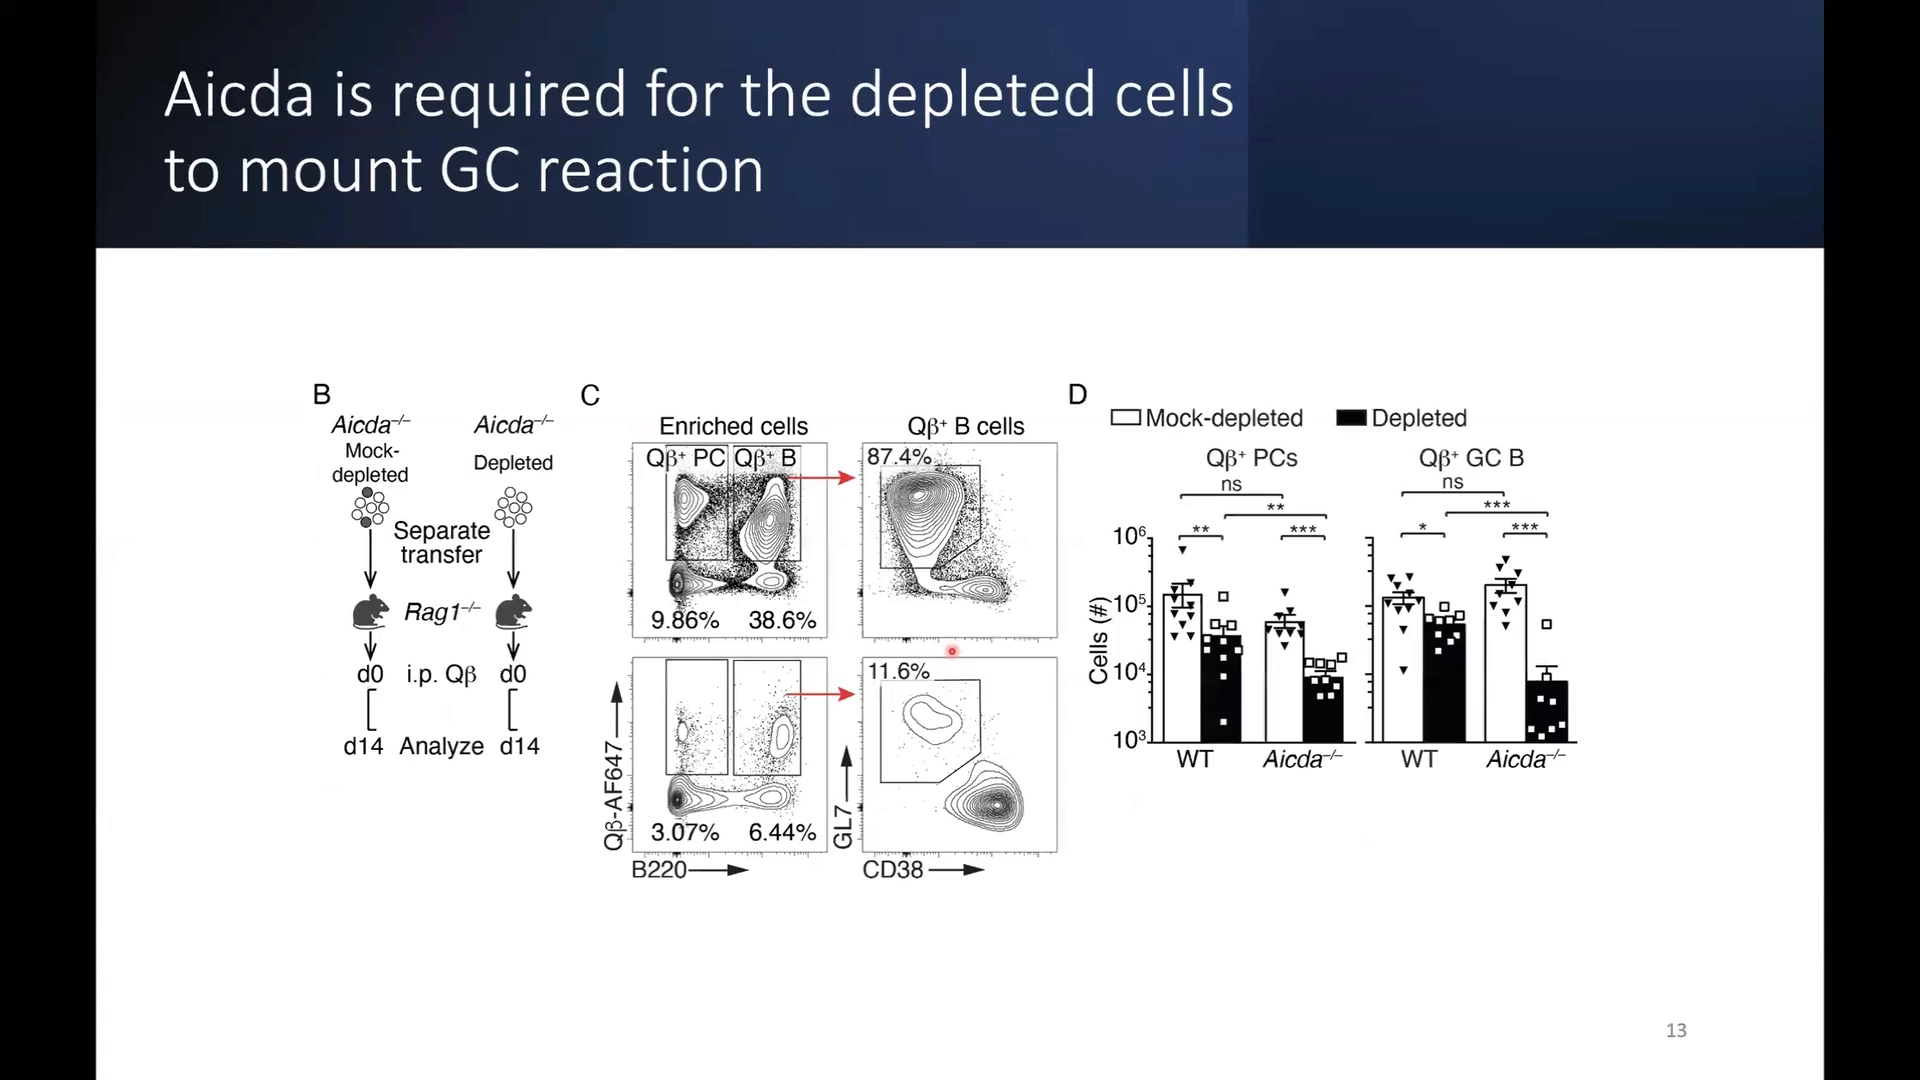 Aicda is required for the depleted cells
to mount GC reaction
B
Aicda–/–
Mock-
depleted
Aicda–/–
Depleted
Separate
transfer
Rag1–/–
d0 i.p. Qβ d0
d14 Analyze d14
C
Enriched cells
Qβ+ PC Qβ+ B
9.86% 38.6%
Qβ+ B cells
87.4%
3.07% 6.44%
11.6%
Qβ-AF647
B220
GL7
CD38
D
Mock-depleted Depleted
Qβ+ PCs
ns
**
** ***
Cells (#)
10^6
10^5
10^4
10^3
WT Aicda–/–
Qβ+ GC B
ns
***
* ***
WT Aicda–/–
13